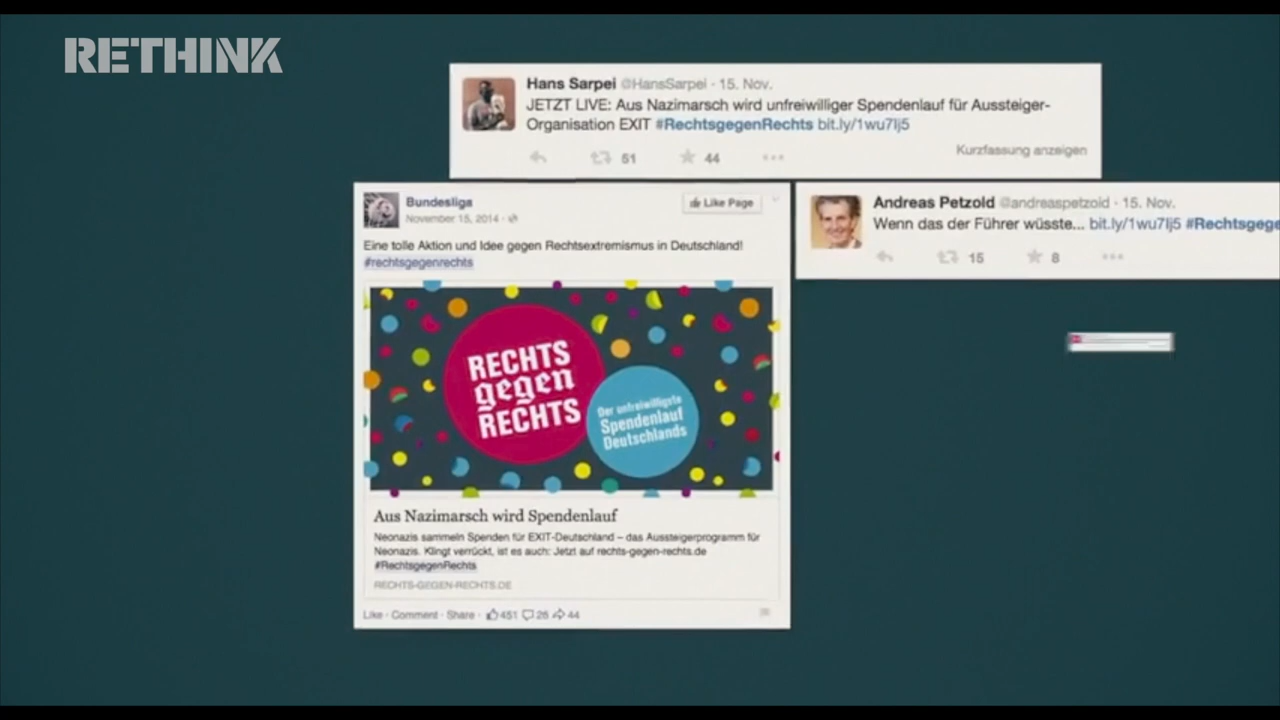 RETHINK
Hans Sarpei @HansSarpei · 15. Nov.
JETZT LIVE: Aus Nazimarsch wird unfreiwilliger Spendenlauf für Aussteiger-
Organisation EXIT #RechtsgegenRechts bit.ly/1wu7Ij5
51 44
Kurzfassung anzeigen
Bundesliga
November 15, 2014
Like Page
Eine tolle Aktion und Idee gegen Rechtsextremismus in Deutschland!
#rechtsgegenrechts
RECHTS
gegen
RECHTS
Der unfreiwilligste
Spendenlauf
Deutschlands
Aus Nazimarsch wird Spendenlauf
Neonazis sammeln Spenden für EXIT-Deutschland – das Aussteigerprogramm für
Neonazis. Klingt verrückt, ist es auch: Jetzt auf rechts-gegen-rechts.de
#RechtsgegenRechts
RECHTS-GEGEN-RECHTS.DE
Like · Comment · Share · 451 26 44
Andreas Petzold @andreaspetzold · 15. Nov.
Wenn das der Führer wüsste... bit.ly/1wu7Ij5 #Rechtsgege
15 8